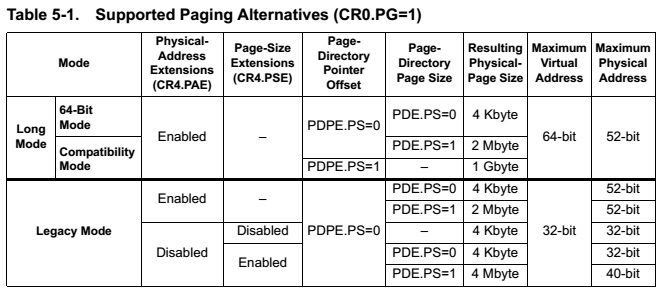 Table 5-1. Supported Paging Alternatives (CR0.PG=1)
Mode
Physical-
Address
Extensions
(CR4.PAE)
Page-Size
Extensions
(CR4.PSE)
Page-
Directory
Pointer
Offset
Page-
Directory
Page Size
Resulting
Physical-
Page Size
Maximum
Virtual
Address
Maximum
Physical
Address
Long
Mode
64-Bit
Mode
Compatibility
Mode
Enabled
–
PDPE.PS=0
PDE.PS=0
4 Kbyte
64-bit
52-bit
PDE.PS=1
2 Mbyte
PDPE.PS=1
–
1 Gbyte
Legacy Mode
Enabled
–
PDPE.PS=0
PDE.PS=0
4 Kbyte
32-bit
52-bit
PDE.PS=1
2 Mbyte
52-bit
Disabled
Disabled
–
4 Kbyte
32-bit
Enabled
PDE.PS=0
4 Kbyte
32-bit
PDE.PS=1
4 Mbyte
40-bit